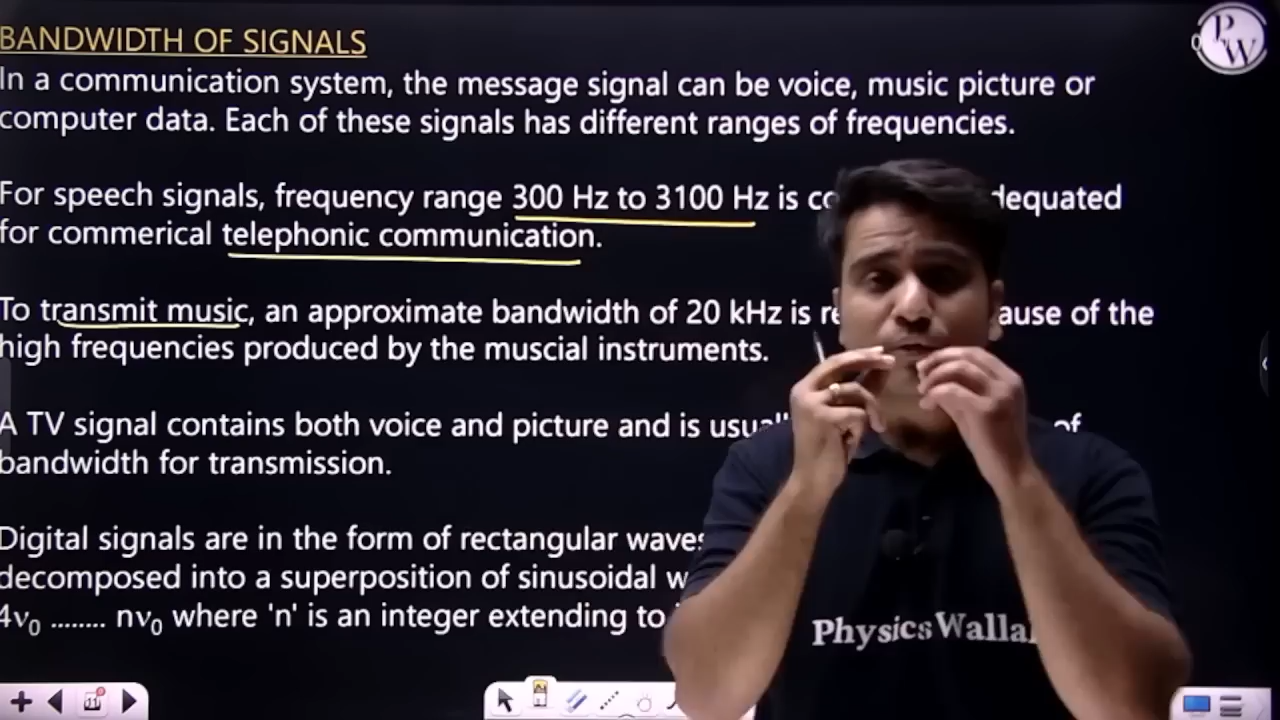 BANDWIDTH OF SIGNALS
In a communication system, the message signal can be voice, music picture or
computer data. Each of these signals has different ranges of frequencies.
For speech signals, frequency range 300 Hz to 3100 Hz is dequated
for commerical telephonic communication.
To transmit music, an approximate bandwidth of 20 kHz is ause of the
high frequencies produced by the muscial instruments.
A TV signal contains both voice and picture and is of
bandwidth for transmission.
Digital signals are in the form of rectangular waves
decomposed into a superposition of sinusoidal
4ν₀ ........ nν₀ where 'n' is an integer extending to
Physics Walla
PW